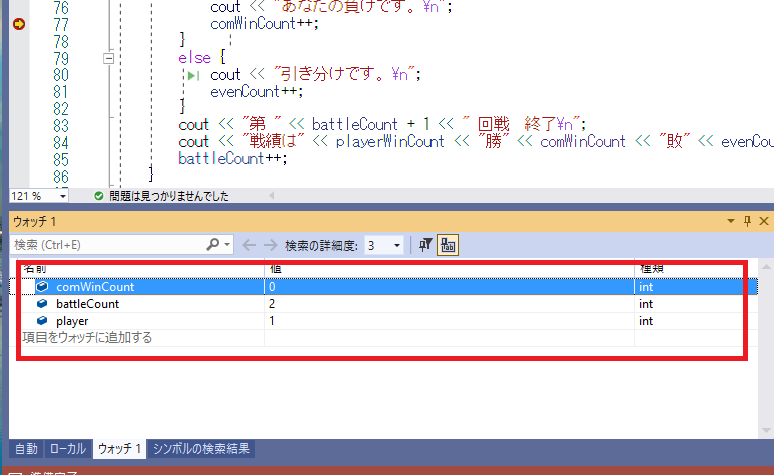 76 cout << "あなたの負けです。¥n";
77 comWinCount++;
78 }
79 else {
80 cout << "引き分けです。¥n";
81 evenCount++;
82 }
83 cout << "第 " << battleCount + 1 << " 回戦　終了¥n";
84 cout << "戦績は" << playerWinCount << "勝" << comWinCount << "敗" << evenCou
85 battleCount++;
86 }
121 %
問題は見つかりませんでした
ウォッチ 1
検索 (Ctrl+E)
検索の詳細度: 3
名前 値 種類
comWinCount 0 int
battleCount 2 int
player 1 int
項目をウォッチに追加する
自動 ローカル ウォッチ 1 シンボルの検索結果
準備完了